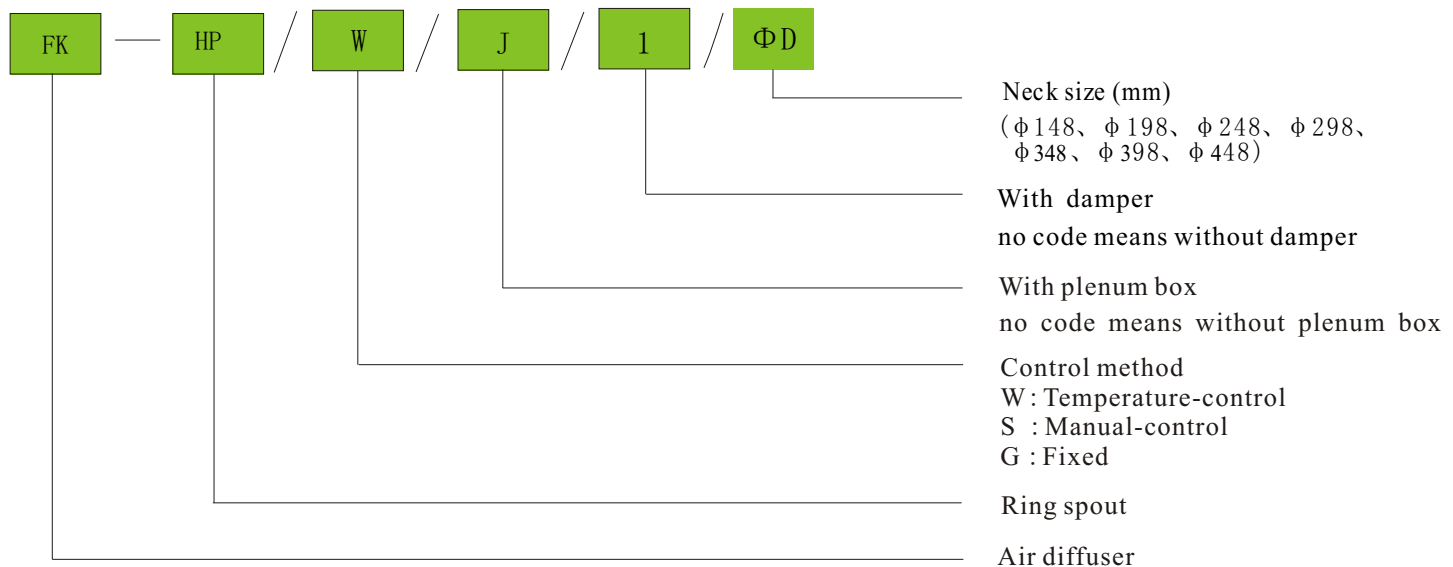 FK — HP / W / J / 1 / ΦD
Neck size (mm)
(φ148、φ198、φ248、φ298、
φ348、φ398、φ448)
With damper
no code means without damper
With plenum box
no code means without plenum box
Control method
W : Temperature-control
S : Manual-control
G : Fixed
Ring spout
Air diffuser